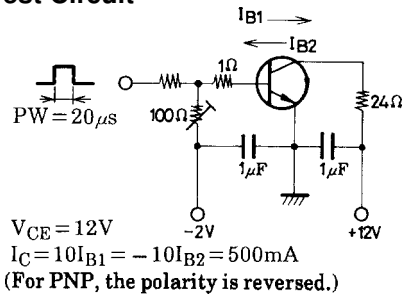 est Circuit
IB1
IB2
1Ω
PW=20μs
100Ω
24Ω
1μF
1μF
-2V
+12V
VCE=12V
IC=10IB1=-10IB2=500mA
(For PNP, the polarity is reversed.)